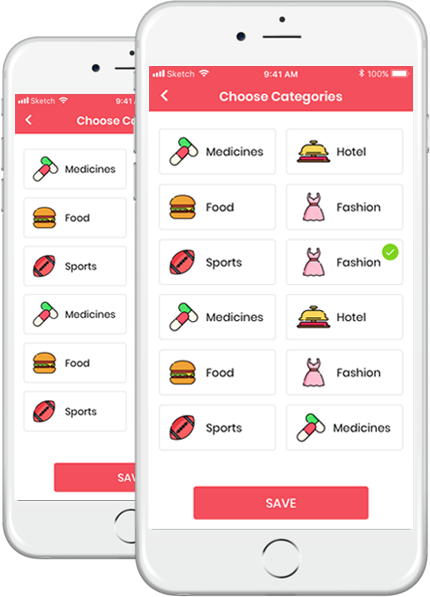 Sketch 9:41
Choose Ca
Medicines
Food
Sports
Medicines
Food
Sports
SAV
Sketch 9:41 AM 100%
Choose Categories
Medicines Hotel
Food Fashion
Sports Fashion
Medicines Hotel
Food Fashion
Sports Medicines
SAVE